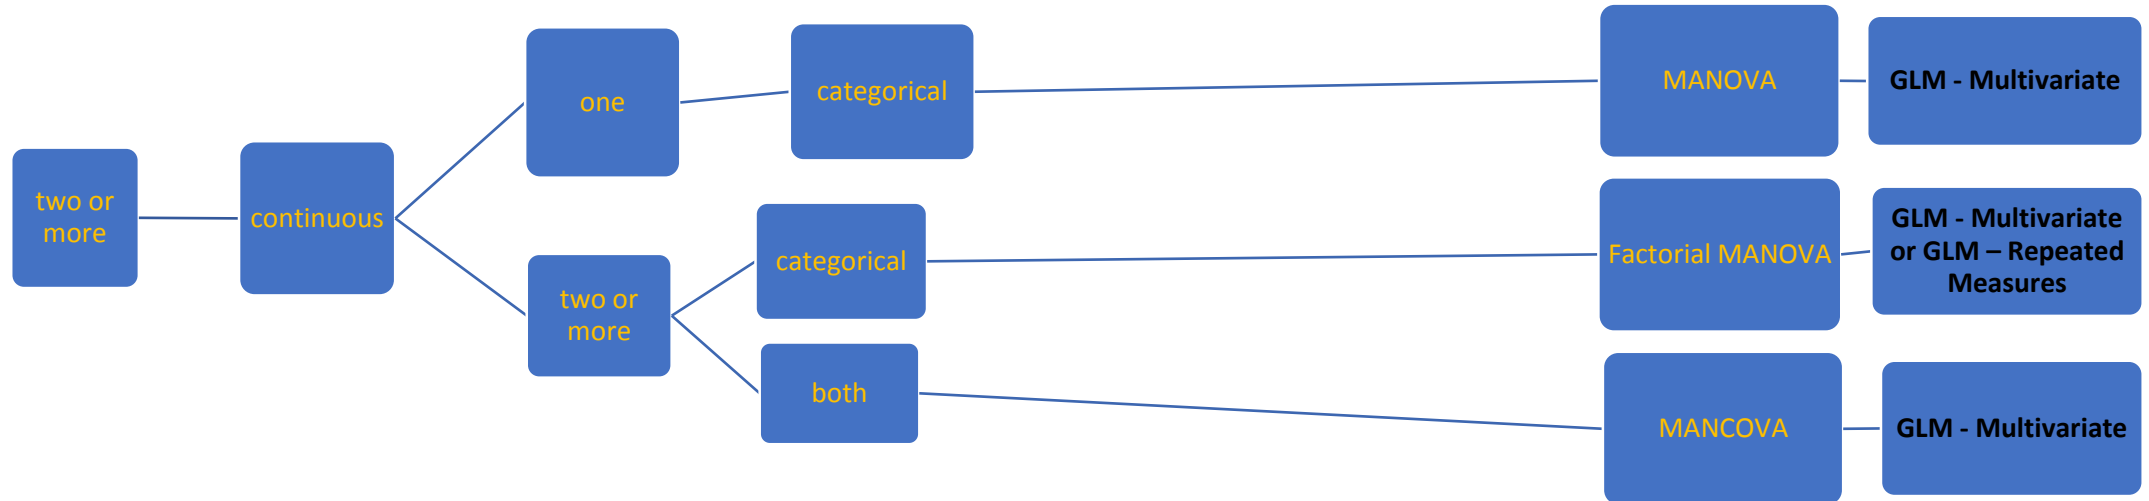 two or
more
continuous
one
categorical
MANOVA
GLM - Multivariate
two or
more
categorical
Factorial MANOVA
GLM - Multivariate
or GLM – Repeated
Measures
both
MANCOVA
GLM - Multivariate